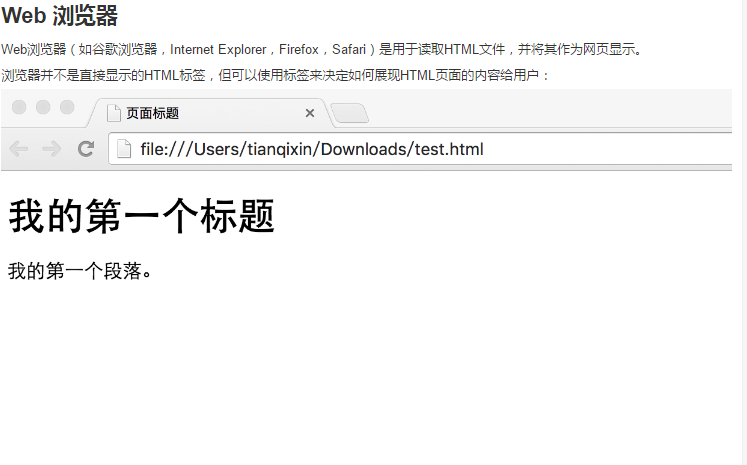 Web 浏览器
Web浏览器（如谷歌浏览器，Internet Explorer，Firefox，Safari）是用于读取HTML文件，并将其作为网页显示。
浏览器并不是直接显示的HTML标签，但可以使用标签来决定如何展现HTML页面的内容给用户：
页面标题
file:///Users/tianqixin/Downloads/test.html
我的第一个标题
我的第一个段落。